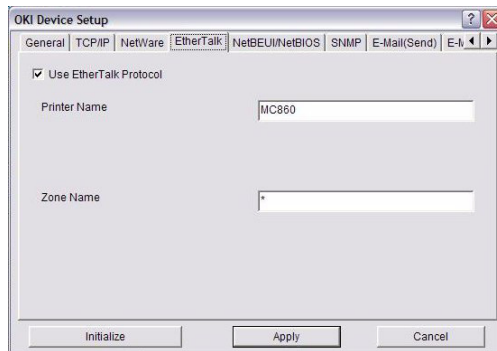 OKI Device Setup
General TCP/IP NetWare EtherTalk NetBEUI/NetBIOS SNMP E-Mail(Send)
Use EtherTalk Protocol
Printer Name MC860
Zone Name *
Initialize Apply Cancel